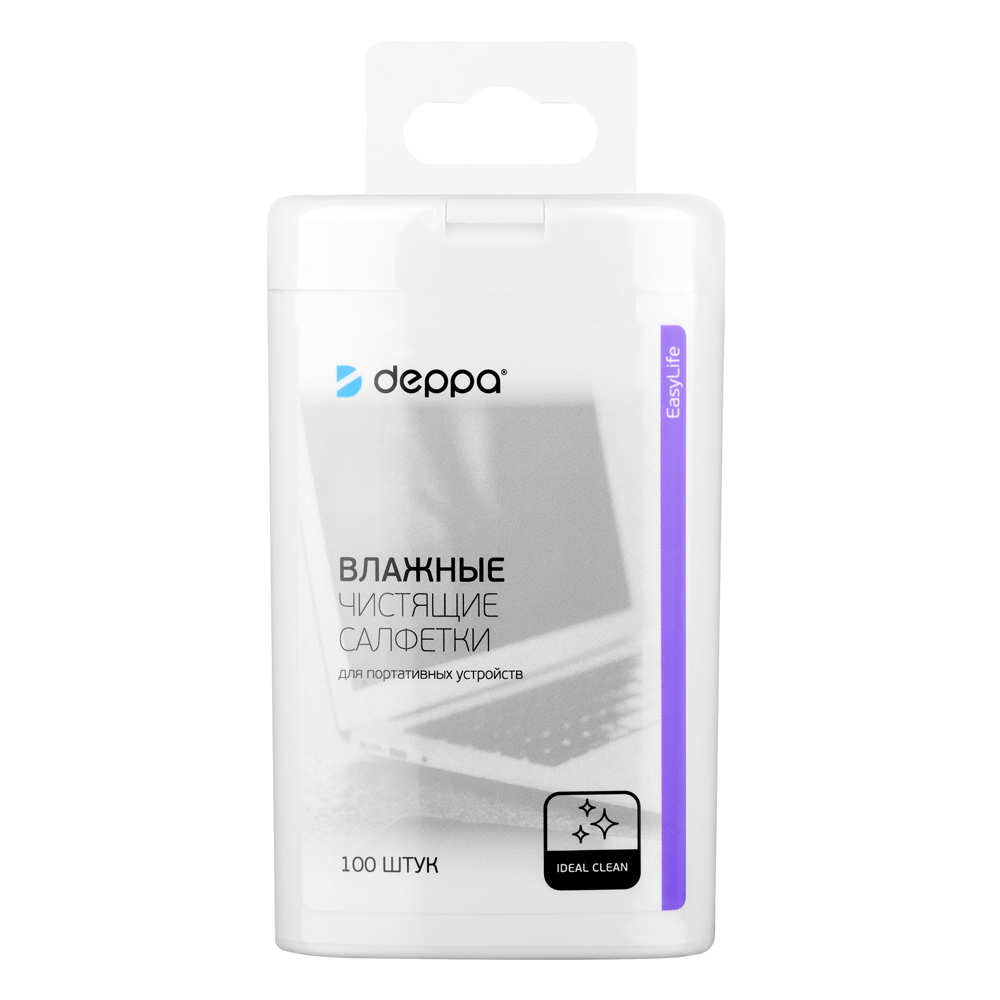 deppa®
EasyLife
ВЛАЖНЫЕ
ЧИСТЯЩИЕ
САЛФЕТКИ
для портативных устройств
100 ШТУК
IDEAL CLEAN